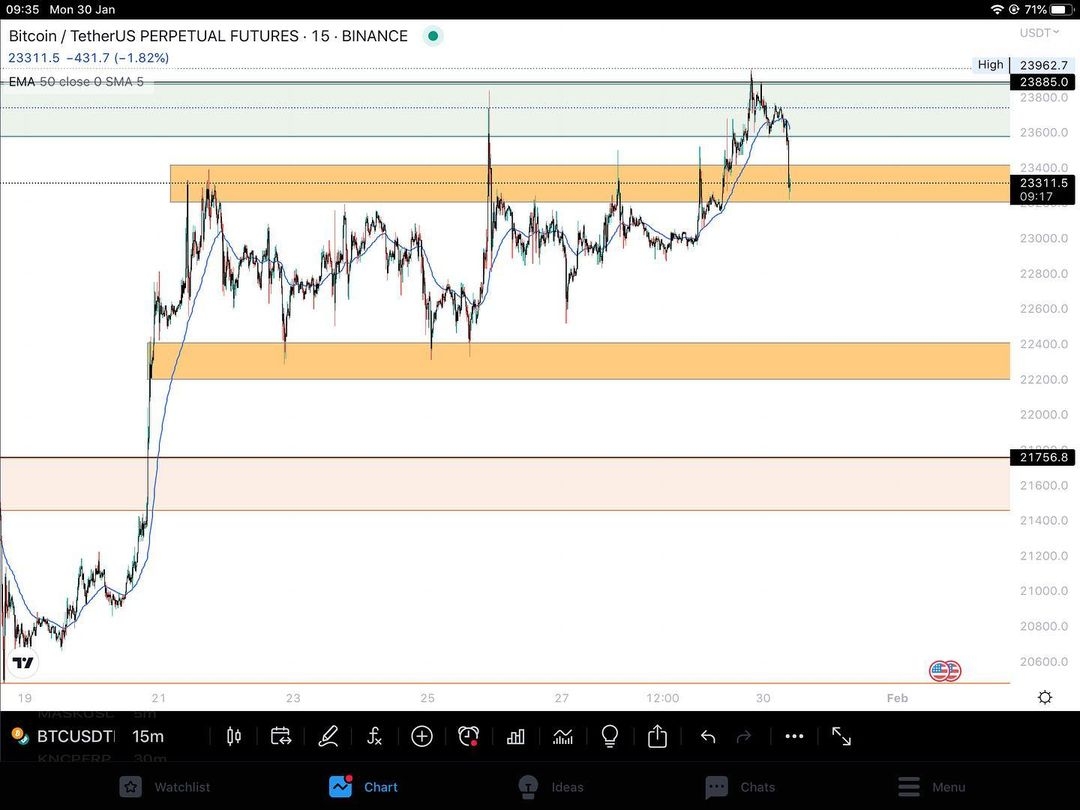 09:35 Mon 30 Jan 71%
Bitcoin / TetherUS PERPETUAL FUTURES · 15 · BINANCE
USDT
23311.5 −431.7 (−1.82%)
High 23962.7
EMA 50 close 0 SMA 5
23885.0
23800.0
23600.0
23400.0
23311.5
09:17
23000.0
22800.0
22600.0
22400.0
22200.0
22000.0
21756.8
21600.0
21400.0
21200.0
21000.0
20800.0
20600.0
19 21 23 25 27 12:00 30 Feb
MASKUSD 5m
BTCUSDT 15m
KNCPERP 30m
Watchlist Chart Ideas Chats Menu